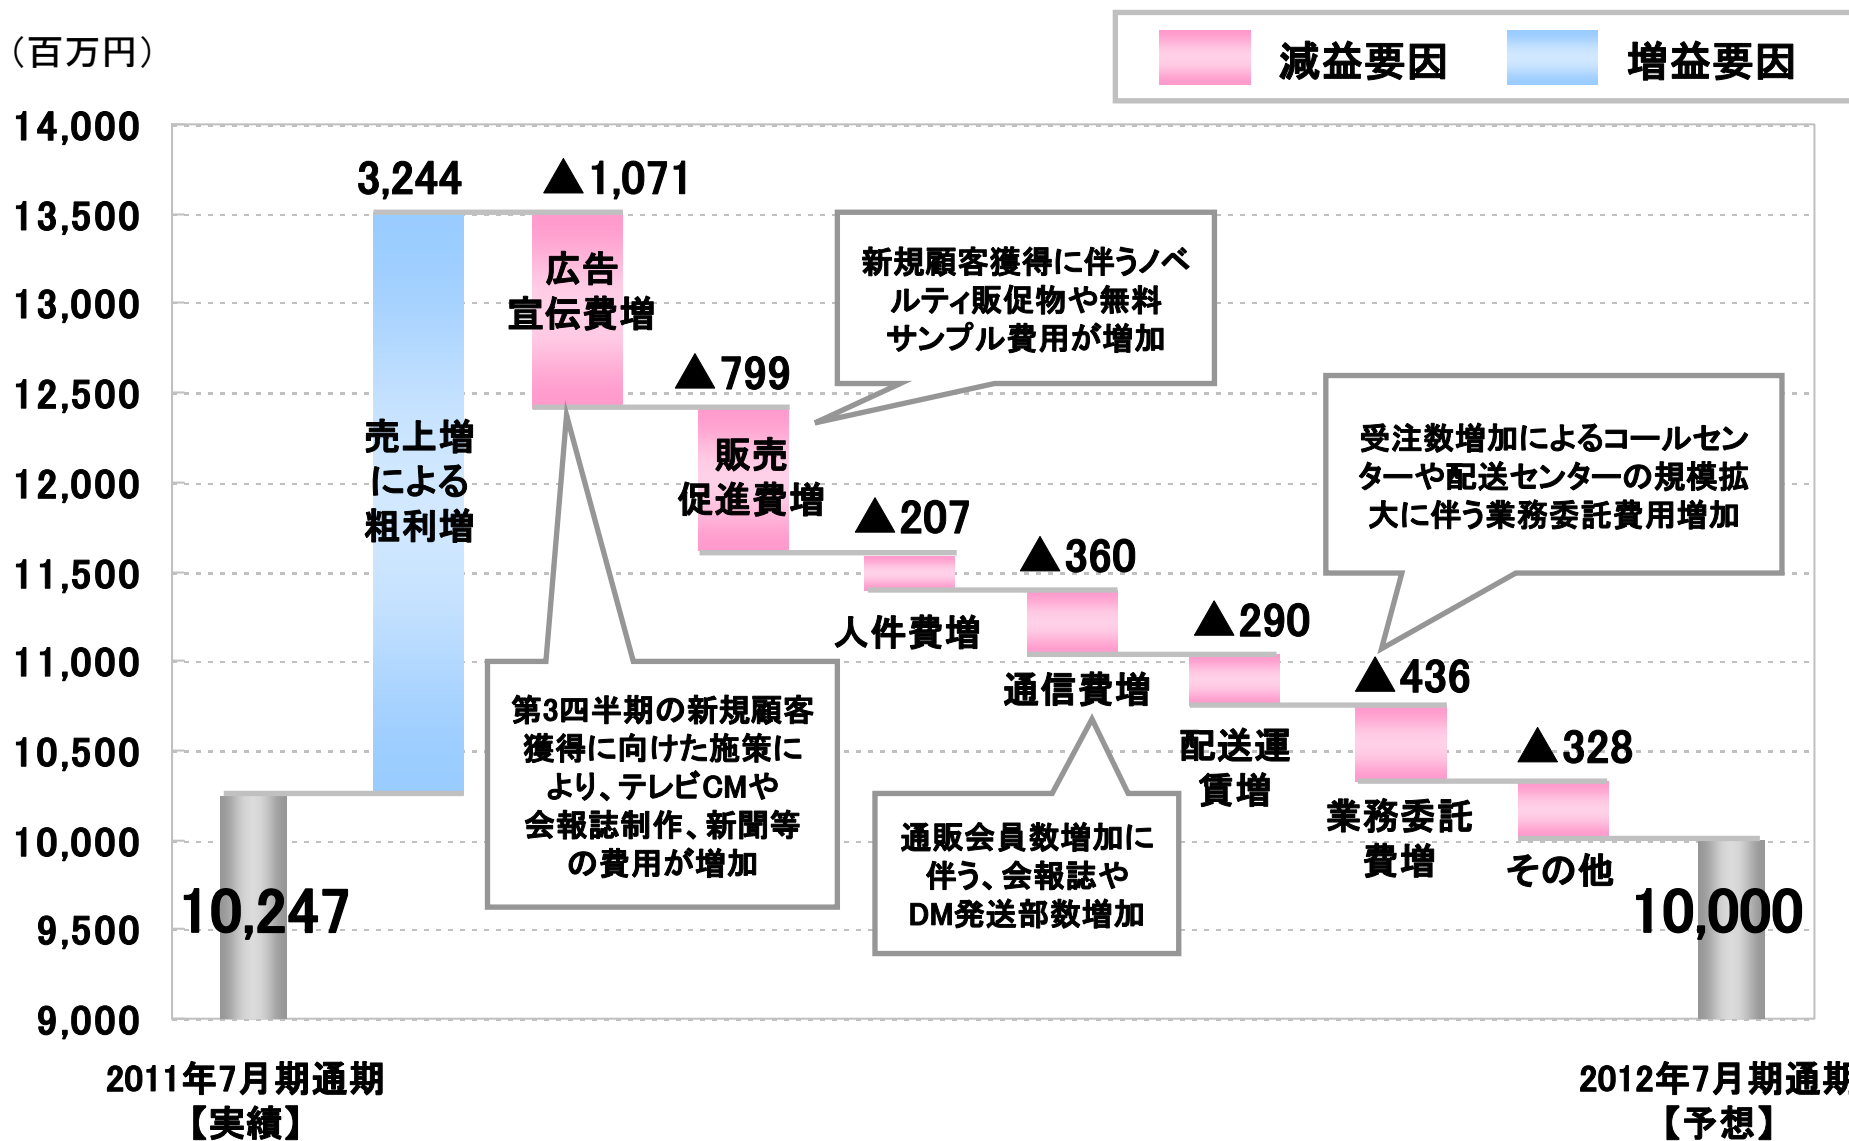 （百万円）
減益要因
増益要因
14,000
13,500
13,000
12,500
12,000
11,500
11,000
10,500
10,000
9,500
9,000
3,244
▲1,071
▲799
▲207
▲360
▲290
▲436
▲328
売上増
による
粗利増
広告
宣伝費増
販売
促進費増
人件費増
通信費増
配送運
賃増
業務委託
費増
その他
新規顧客獲得に伴うノベ
ルティ販促物や無料
サンプル費用が増加
受注数増加によるコールセン
ターや配送センターの規模拡
大に伴う業務委託費用増加
第3四半期の新規顧客
獲得に向けた施策に
より、テレビCMや
会報誌制作、新聞等
の費用が増加
通販会員数増加に
伴う、会報誌や
DM発送部数増加
10,247
10,000
2011年7月期通期
【実績】
2012年7月期通期
【予想】